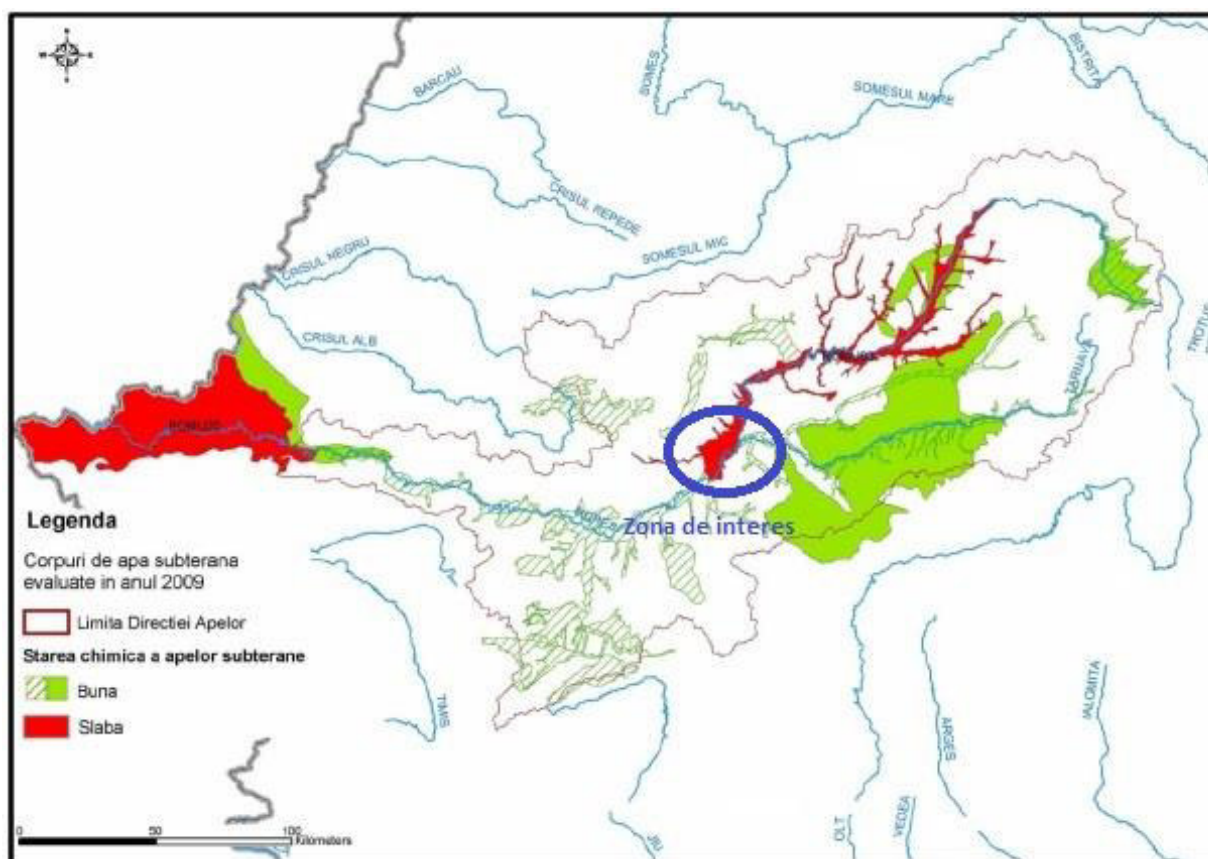 BARCAU
SOMES
SOMESUL MARE
BISTRITA
CRISUL REPEDE
CRISUL NEGRU
SOMESUL MIC
CRISUL ALB
TROTUS
TARNAVA
MURES
Zona de interes
Legenda
Corpuri de apa subterana
evaluate in anul 2009
Limita Directiei Apelor
Starea chimica a apelor subterane
Buna
Slaba
TIMIS
IALOMITA
ARGES
OLT
VEDEA
JIU
0 50 100
Kilometers